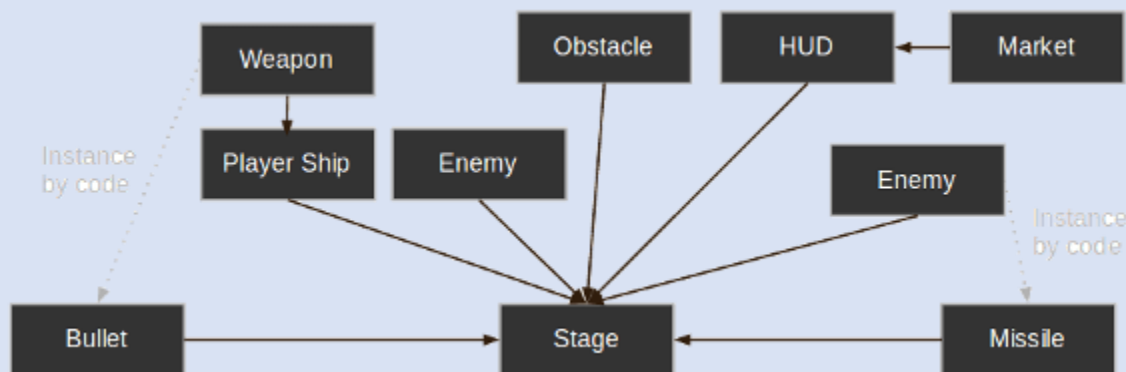 Obstacle
HUD
Market
Weapon
Instance
by code
Player Ship
Enemy
Enemy
Instance
by code
Bullet
Stage
Missile